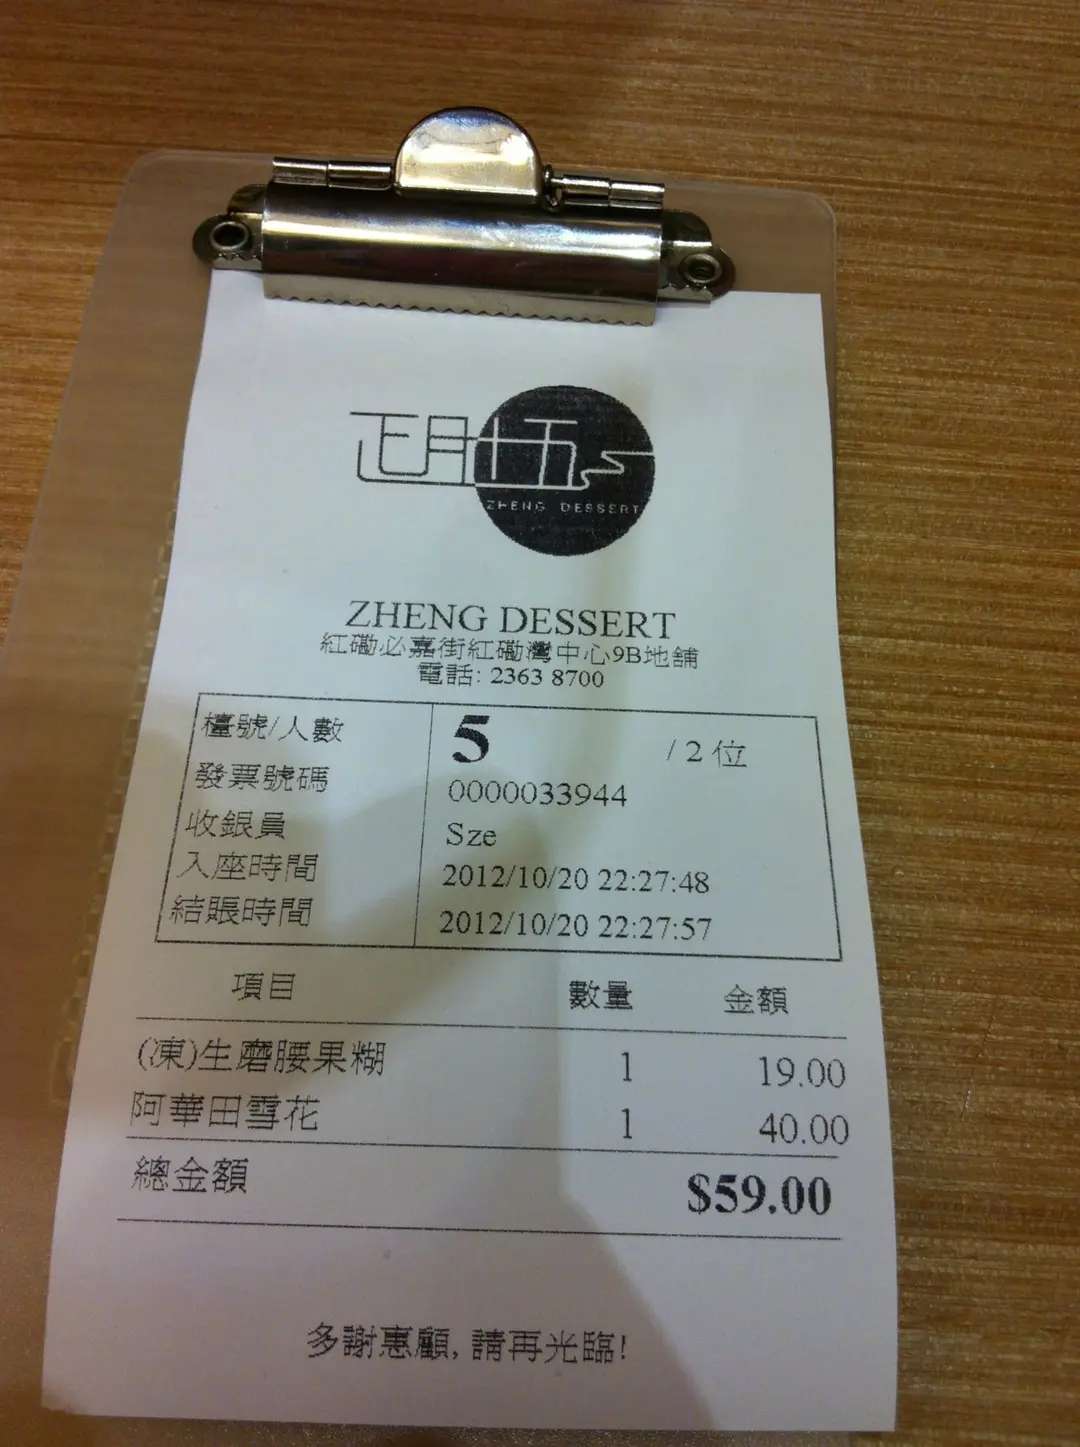 正月十五
ZHENG DESSERT
ZHENG DESSERT
紅磡必嘉街紅磡灣中心9B地舖
電話: 2363 8700
檯號/人數 5 / 2 位
發票號碼 0000033944
收銀員 Sze
入座時間 2012/10/20 22:27:48
結賬時間 2012/10/20 22:27:57
項目 數量 金額
(凍)生磨腰果糊 1 19.00
阿華田雪花 1 40.00
總金額 $59.00
多謝惠顧, 請再光臨!